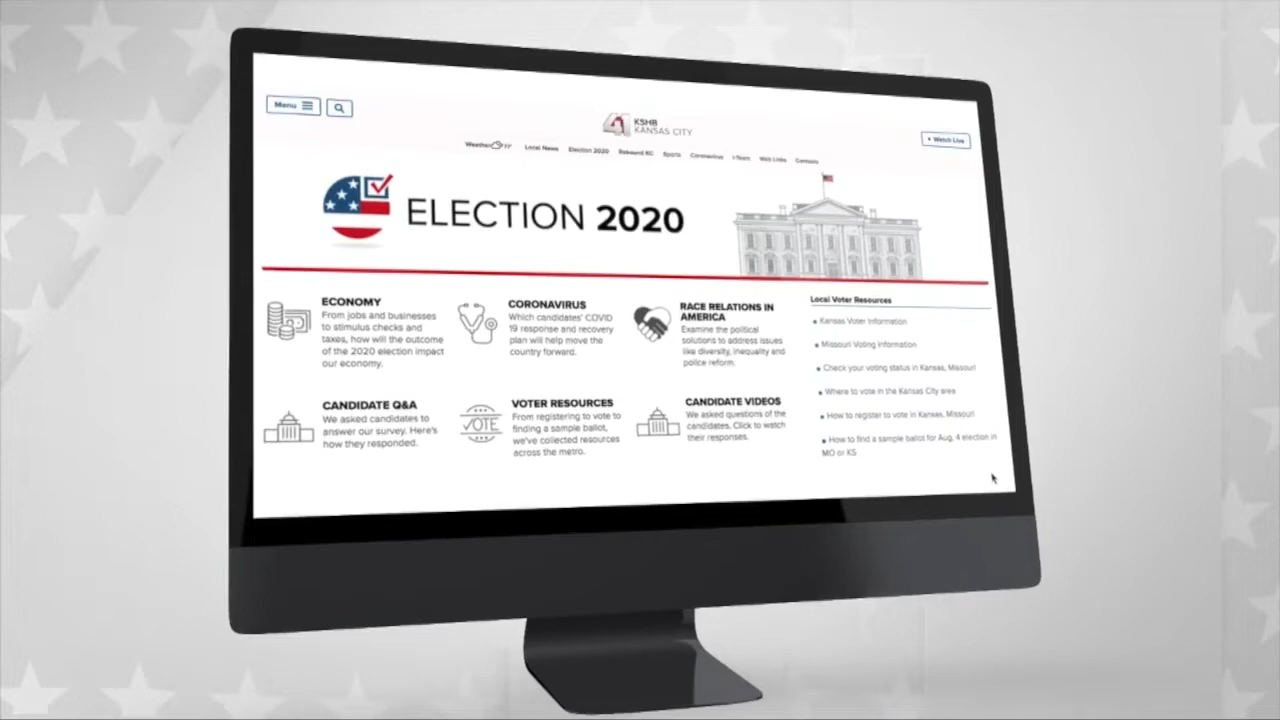 Menu
KSHB
KANSAS CITY
Watch Live
Weather
Local News Election 2020 Rebound KC Sports Coronavirus I-Team Web Links Contests
ELECTION 2020
ECONOMY
From jobs and businesses
to stimulus checks and
taxes, how will the outcome
of the 2020 election impact
our economy.
CORONAVIRUS
Which candidates' COVID
19 response and recovery
plan will help move the
country forward.
RACE RELATIONS IN
AMERICA
Examine the political
solutions to address issues
like diversity, inequality and
police reform.
CANDIDATE Q&A
We asked candidates to
answer our survey. Here's
how they responded.
VOTE
VOTER RESOURCES
From registering to vote to
finding a sample ballot,
we've collected resources
across the metro.
CANDIDATE VIDEOS
We asked questions of the
candidates. Click to watch
their responses.
Local Voter Resources
Kansas Voter Information
Missouri Voting Information
Check your voting status in Kansas, Missouri
Where to vote in the Kansas City area
How to register to vote in Kansas, Missouri
How to find a sample ballot for Aug. 4 election in
MO or KS